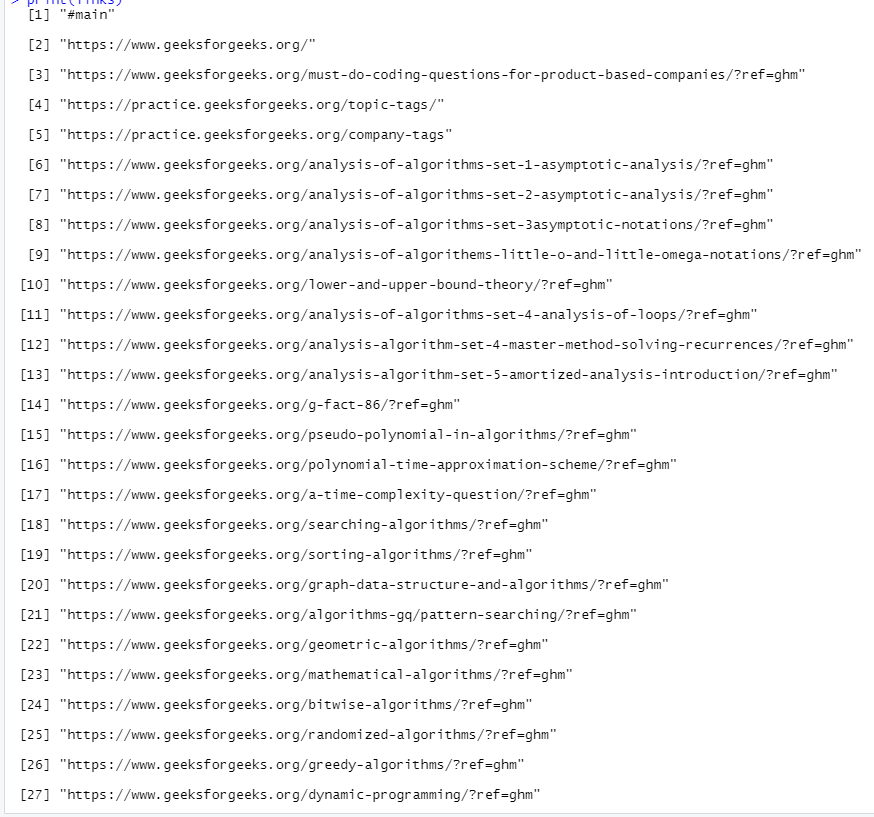 > print(links)
[1] "#main"
[2] "https://www.geeksforgeeks.org/"
[3] "https://www.geeksforgeeks.org/must-do-coding-questions-for-product-based-companies/?ref=ghm"
[4] "https://practice.geeksforgeeks.org/topic-tags/"
[5] "https://practice.geeksforgeeks.org/company-tags"
[6] "https://www.geeksforgeeks.org/analysis-of-algorithms-set-1-asymptotic-analysis/?ref=ghm"
[7] "https://www.geeksforgeeks.org/analysis-of-algorithms-set-2-asymptotic-analysis/?ref=ghm"
[8] "https://www.geeksforgeeks.org/analysis-of-algorithms-set-3asymptotic-notations/?ref=ghm"
[9] "https://www.geeksforgeeks.org/analysis-of-algorithems-little-o-and-little-omega-notations/?ref=ghm"
[10] "https://www.geeksforgeeks.org/lower-and-upper-bound-theory/?ref=ghm"
[11] "https://www.geeksforgeeks.org/analysis-of-algorithms-set-4-analysis-of-loops/?ref=ghm"
[12] "https://www.geeksforgeeks.org/analysis-algorithm-set-4-master-method-solving-recurrences/?ref=ghm"
[13] "https://www.geeksforgeeks.org/analysis-algorithm-set-5-amortized-analysis-introduction/?ref=ghm"
[14] "https://www.geeksforgeeks.org/g-fact-86/?ref=ghm"
[15] "https://www.geeksforgeeks.org/pseudo-polynomial-in-algorithms/?ref=ghm"
[16] "https://www.geeksforgeeks.org/polynomial-time-approximation-scheme/?ref=ghm"
[17] "https://www.geeksforgeeks.org/a-time-complexity-question/?ref=ghm"
[18] "https://www.geeksforgeeks.org/searching-algorithms/?ref=ghm"
[19] "https://www.geeksforgeeks.org/sorting-algorithms/?ref=ghm"
[20] "https://www.geeksforgeeks.org/graph-data-structure-and-algorithms/?ref=ghm"
[21] "https://www.geeksforgeeks.org/algorithms-gq/pattern-searching/?ref=ghm"
[22] "https://www.geeksforgeeks.org/geometric-algorithms/?ref=ghm"
[23] "https://www.geeksforgeeks.org/mathematical-algorithms/?ref=ghm"
[24] "https://www.geeksforgeeks.org/bitwise-algorithms/?ref=ghm"
[25] "https://www.geeksforgeeks.org/randomized-algorithms/?ref=ghm"
[26] "https://www.geeksforgeeks.org/greedy-algorithms/?ref=ghm"
[27] "https://www.geeksforgeeks.org/dynamic-programming/?ref=ghm"